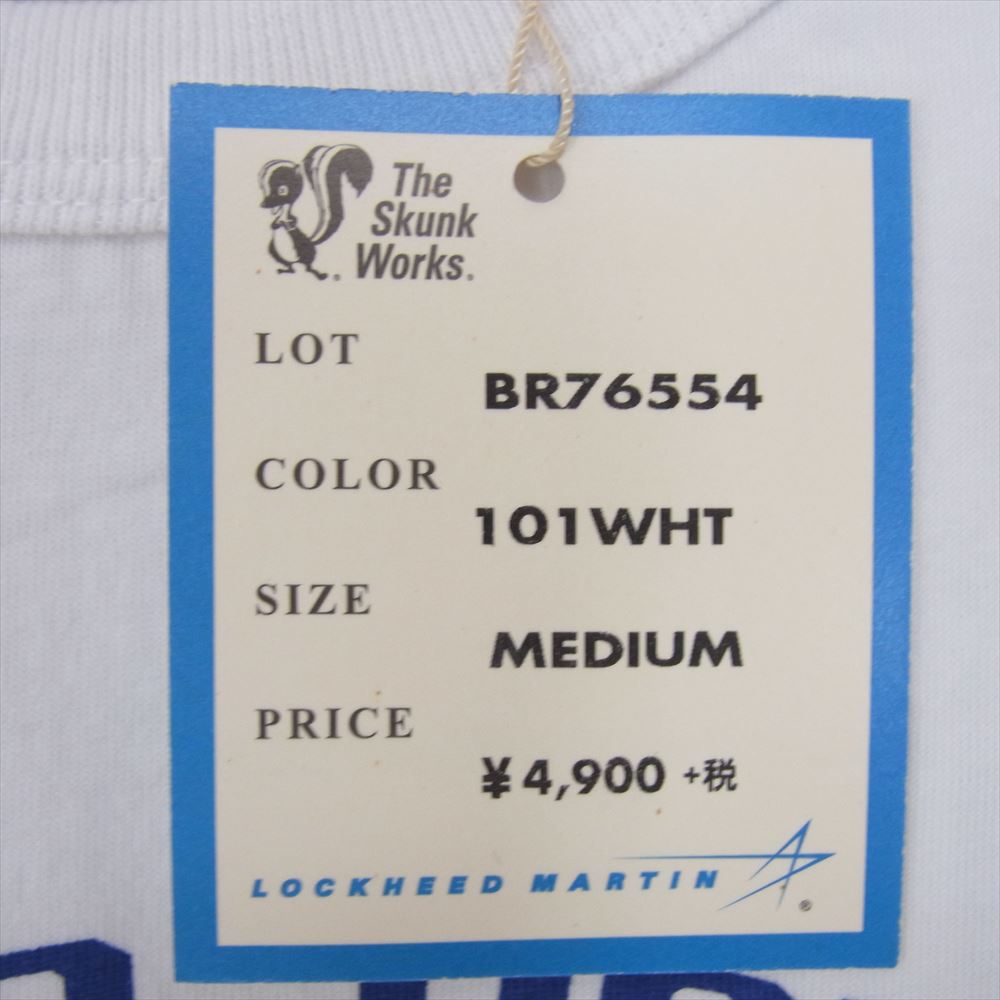 The
Skunk
Works.
LOT
BR76554
COLOR
101WHT
SIZE
MEDIUM
PRICE
¥4,900 +税
LOCKHEED MARTIN
®